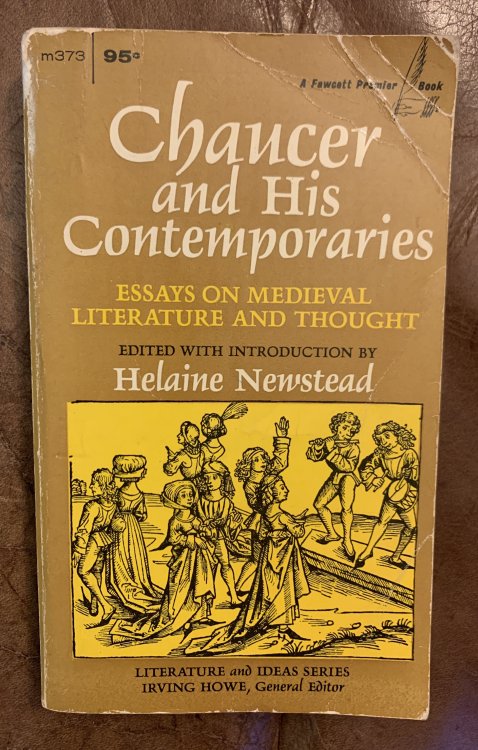 m373 95¢
A Fawcett Premier Book
Chaucer
and His
Contemporaries
ESSAYS ON MEDIEVAL
LITERATURE AND THOUGHT
EDITED WITH INTRODUCTION BY
Helaine Newstead
LITERATURE and IDEAS SERIES
IRVING HOWE, General Editor